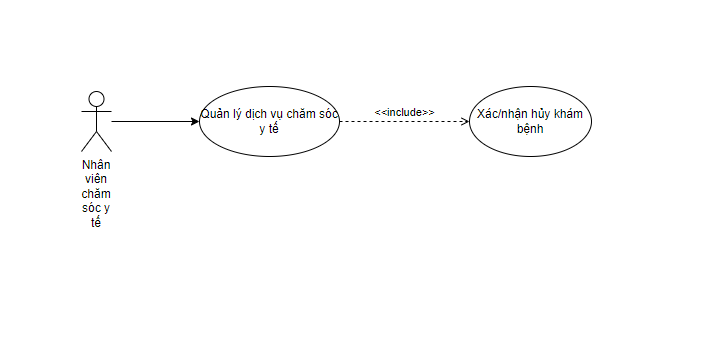 Quản lý dịch vụ chăm sóc
y tế
<<include>>
Xác/nhận hủy khám
bệnh
Nhân
viên
chăm
sóc y
tế